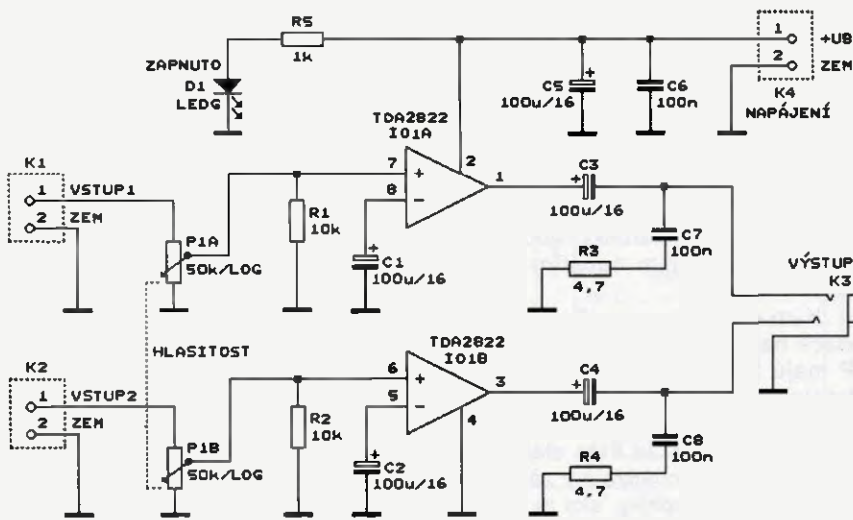 R5
1k
ZAPNUTO
D1
LEDG
C5
100u/16
C6
100n
1
+UB
2
ZEM
K4
NAPÁJENÍ
TDA2822
IO1A
K1
1 VSTUP1
2 ZEM
P1A
50k/LOG
R1
10k
7
+
8
-
2
1
C1
100u/16
C3
+
100u/16
C7
100n
R3
4,7
VÝSTUP
K3
HLASITOST
TDA2822
IO1B
K2
1 VSTUP2
2 ZEM
P1B
50k/LOG
R2
10k
6
+
5
-
3
4
C2
100u/16
C4
+
100u/16
C8
100n
R4
4,7